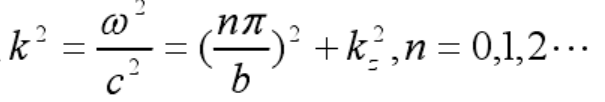 k² = ω²/c² = (nπ/b)² + k_z², n = 0,1,2⋯